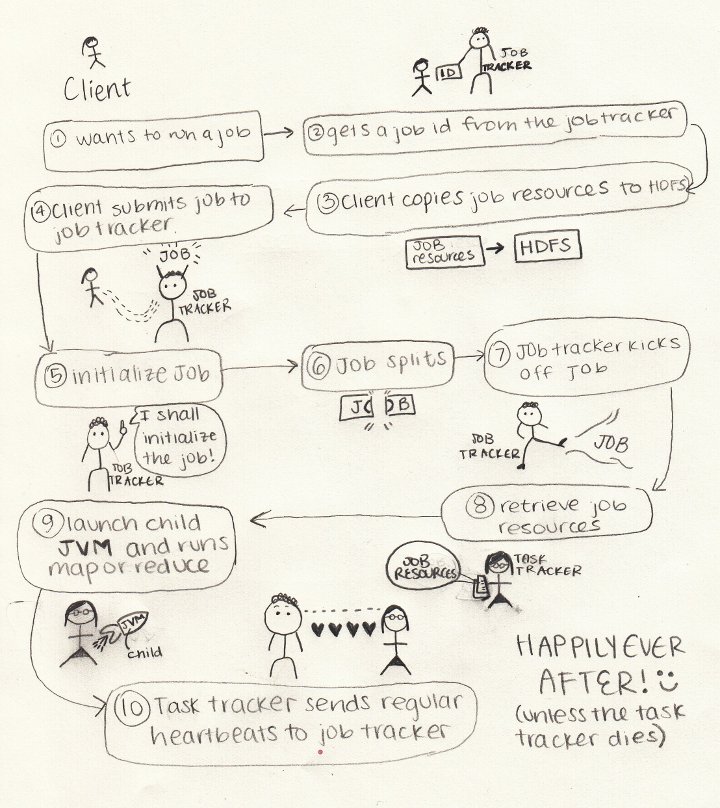 Client
JOB
TRACKER
ID
① wants to run a job
② gets a job id from the jobtracker
③ Client copies job resources to HDFS
④ Client submits job to
job tracker.
JOB
resources
HDFS
JOB
JOB
TRACKER
⑤ initialize JOB
⑥ JOB splits
⑦ JOB tracker kicks
off JOB
JO
OB
I shall
initialize
the job!
JOB
TRACKER
JOB
TRACKER
JOB
⑧ retrieve job
resources
⑨ launch child
JVM and runs
map or reduce
JOB
RESOURCES
TASK
TRACKER
JVM
child
HAPPILY EVER
AFTER!
(unless the task
tracker dies)
⑩ Task tracker sends regular
heartbeats to job tracker